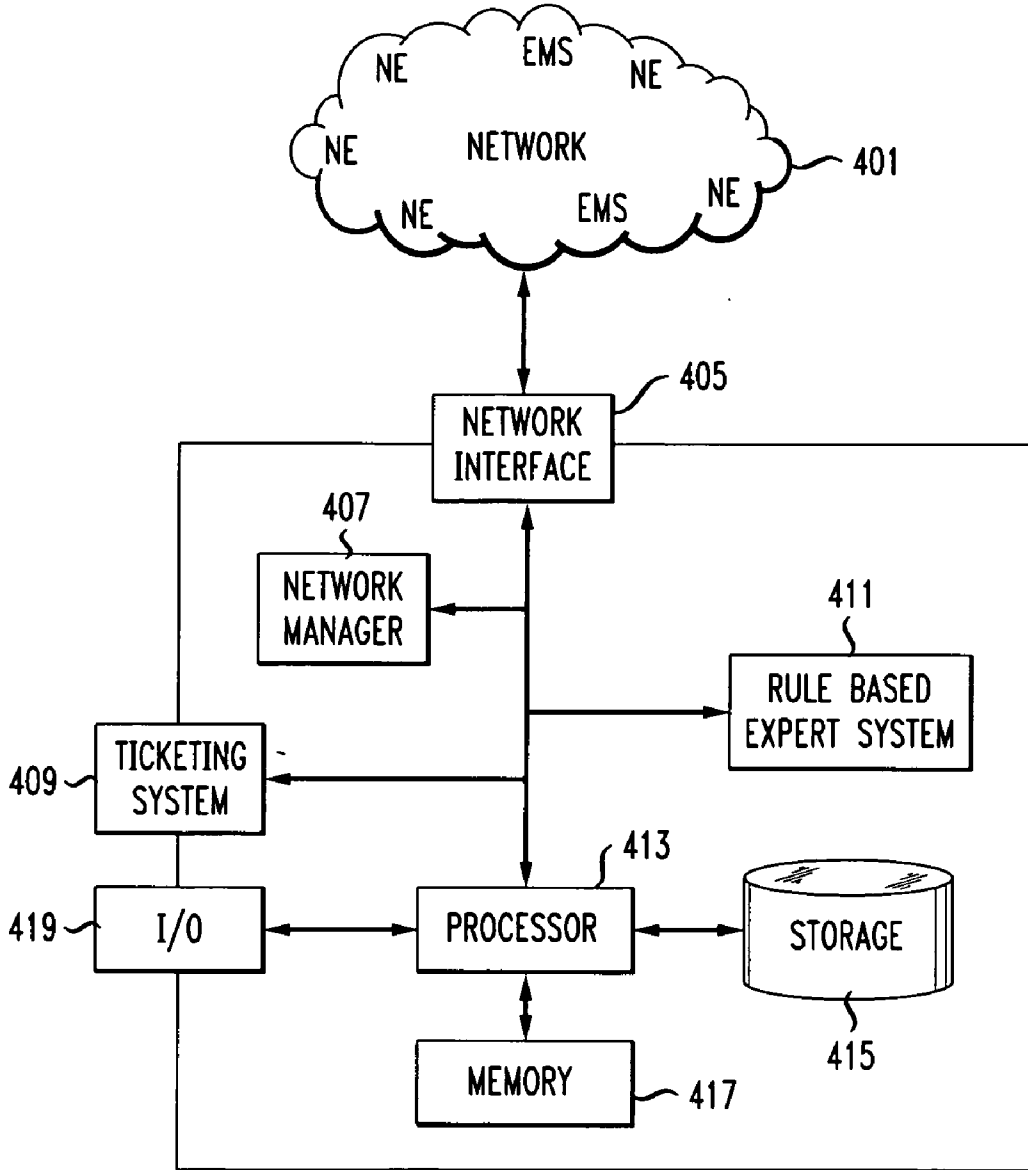 EMS
NE
NE
NE
NETWORK
401
NE
EMS
NE
405
NETWORK
INTERFACE
407
NETWORK
MANAGER
411
RULE BASED
EXPERT SYSTEM
TICKETING
SYSTEM
409
413
419
I/O
PROCESSOR
STORAGE
415
MEMORY
417